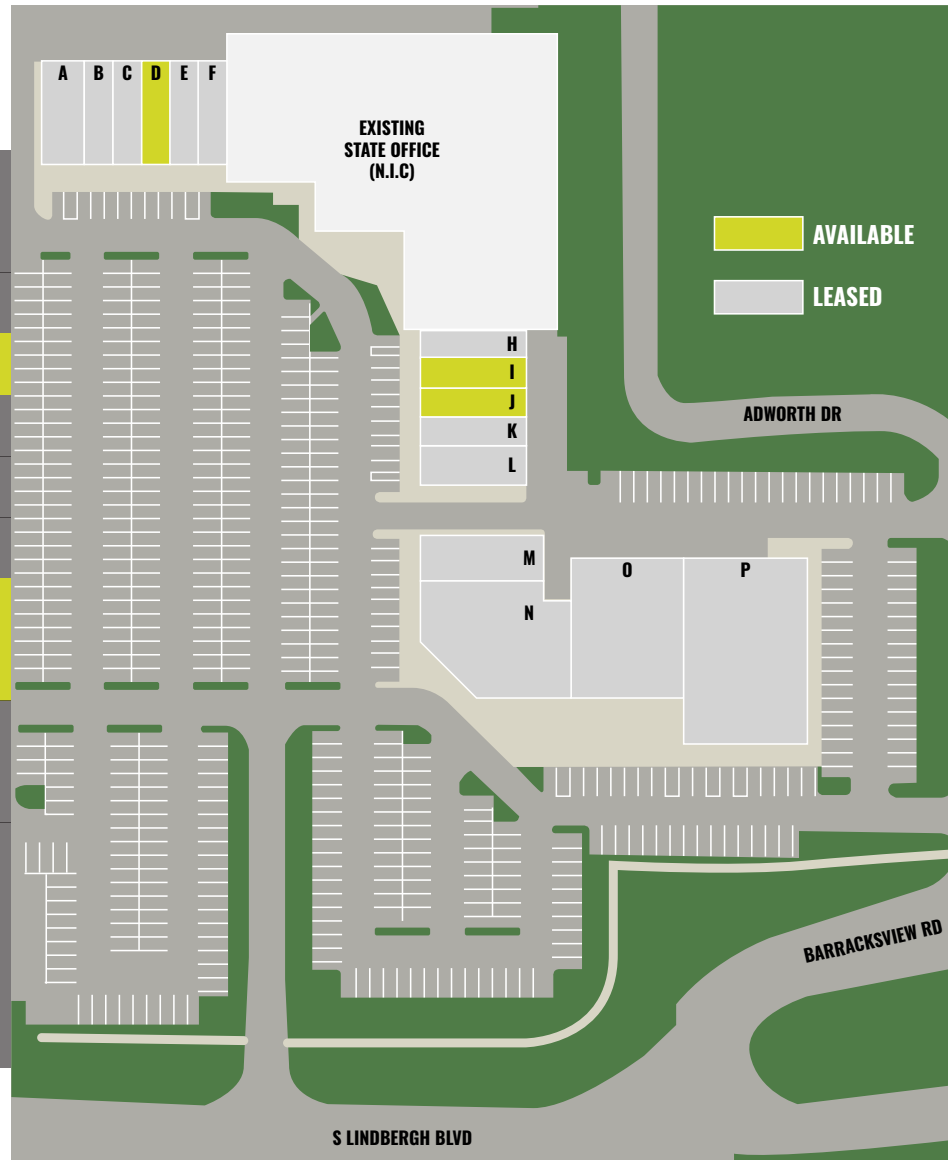 A B C D E F
EXISTING
STATE OFFICE
(N.I.C)
AVAILABLE
LEASED
H
I
J
K
L
ADWORTH DR
M
N
O
P
BARRACKSVIEW RD
S LINDBERGH BLVD